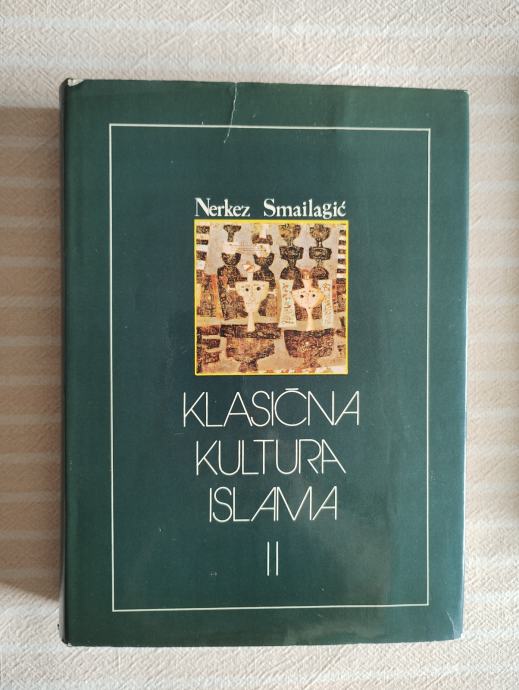 Nerkez Smailagić
KLASIČNA
KULTURA
ISLAMA
II